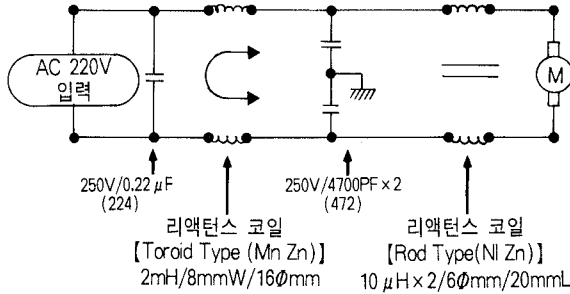 AC 220V
입력
M
250V/0.22μF
(224)
250V/4700PF×2
(472)
리액턴스 코일
【Toroid Type (Mn Zn)】
2mH/8mmW/16Ømm
리액턴스 코일
【Rod Type(NI Zn)】
10μH×2/6Ømm/20mmL